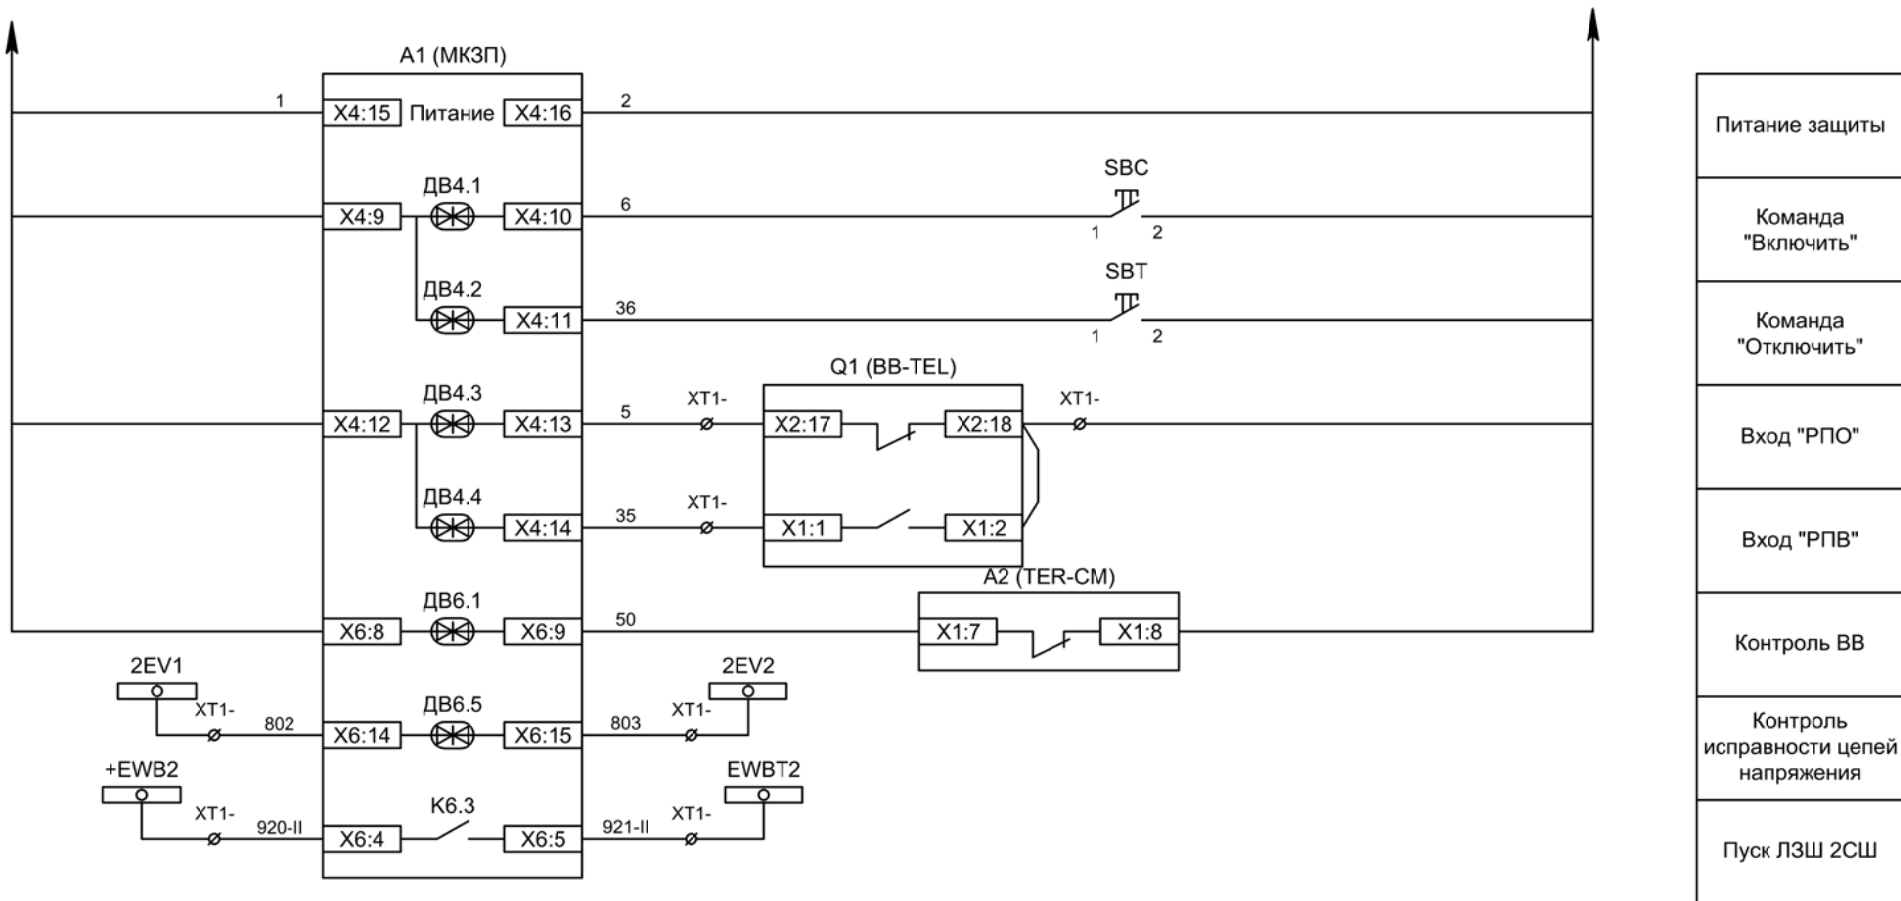 A1 (МКЗП)
1 X4:15 Питание X4:16 2
Питание защиты
ДВ4.1 SBC
X4:9 X4:10 6
1 2
Команда
"Включить"
ДВ4.2 SBT
X4:11 36
1 2
Команда
"Отключить"
Q1 (BB-TEL)
ДВ4.3 XT1- XT1-
X4:12 X4:13 5 X2:17 X2:18
Вход "РПО"
ДВ4.4 XT1-
X4:14 35 X1:1 X1:2
Вход "РПВ"
A2 (TER-CM)
ДВ6.1
X6:8 X6:9 50 X1:7 X1:8
Контроль ВВ
2EV1 2EV2
XT1- 802 ДВ6.5 803 XT1-
X6:14 X6:15
Контроль
исправности цепей
напряжения
+EWB2 EWBT2
XT1- 920-II K6.3 921-II XT1-
X6:4 X6:5
Пуск ЛЗШ 2СШ